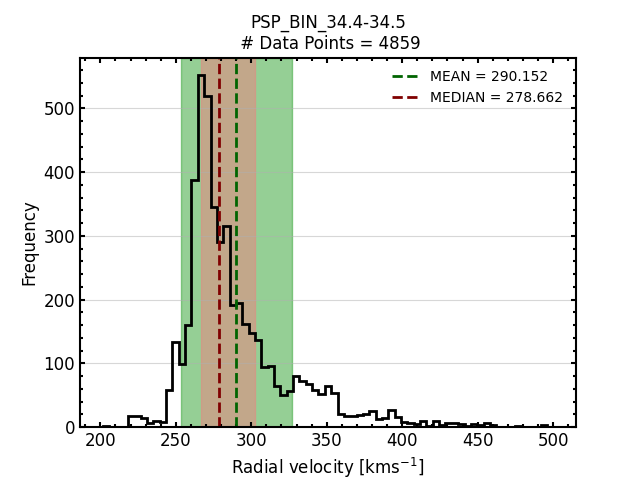 PSP_BIN_34.4-34.5
# Data Points = 4859
MEAN = 290.152
MEDIAN = 278.662
Frequency
500
400
300
200
100
0
200 250 300 350 400 450 500
Radial velocity [kms⁻¹]